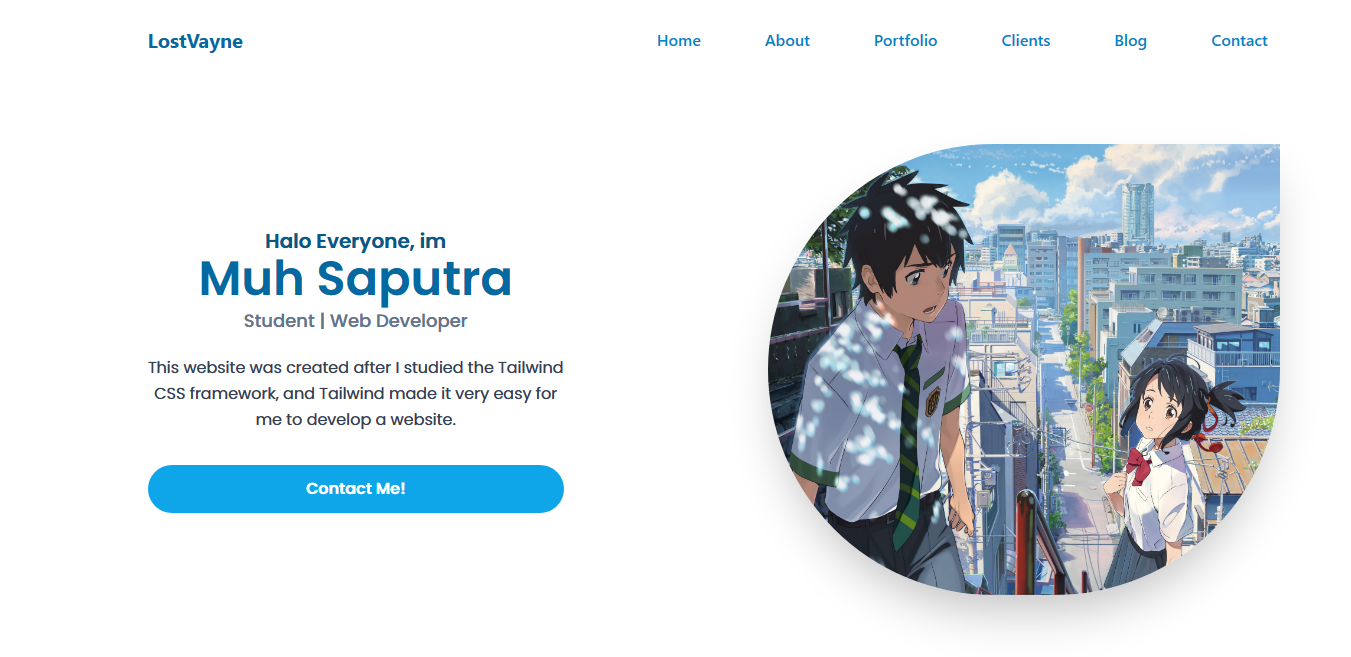 LostVayne
Home About Portfolio Clients Blog Contact
Halo Everyone, im
Muh Saputra
Student | Web Developer
This website was created after I studied the Tailwind
CSS framework, and Tailwind made it very easy for
me to develop a website.
Contact Me!